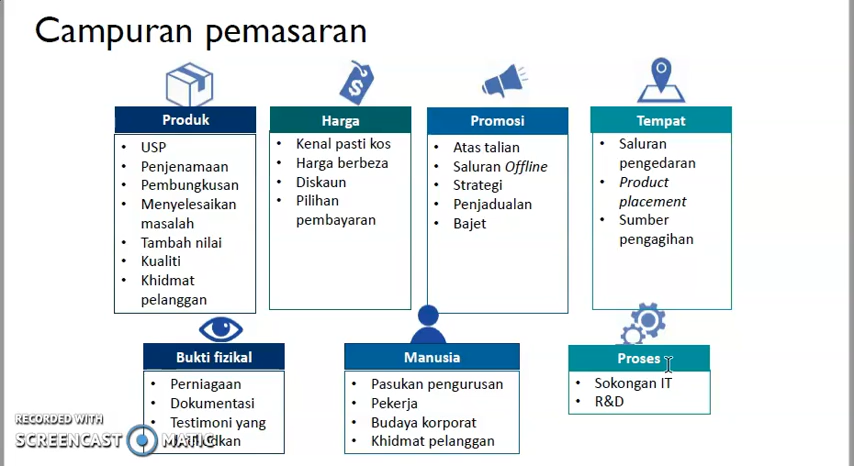 Campuran pemasaran
Produk
• USP
• Penjenamaan
• Pembungkusan
• Menyelesaikan
masalah
• Tambah nilai
• Kualiti
• Khidmat
pelanggan
Harga
• Kenal pasti kos
• Harga berbeza
• Diskaun
• Pilihan
pembayaran
Promosi
• Atas talian
• Saluran Offline
• Strategi
• Penjadualan
• Bajet
Tempat
• Saluran
pengedaran
• Product
placement
• Sumber
pengagihan
Bukti fizikal
• Perniagaan
• Dokumentasi
• Testimoni yang
Manusia
• Pasukan pengurusan
• Pekerja
• Budaya korporat
• Khidmat pelanggan
Proses
• Sokongan IT
• R&D
RECORDED WITH
SCREENCAST MATIC